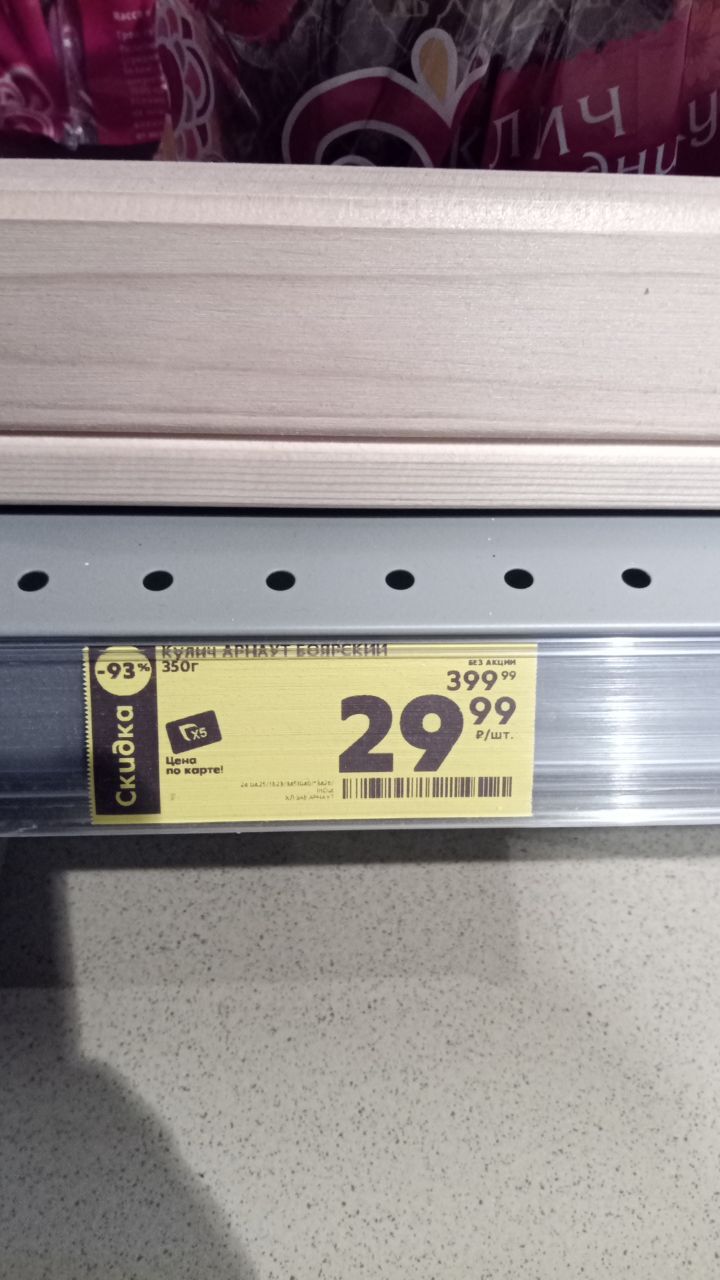 КЛИЧ
-93%
Скидка
КУЛИЧ АРНАУТ БОЯРСКИЙ
350г
БЕЗ АКЦИИ
399 99
29 99
₽/шт.
X5
Цена
по карте!